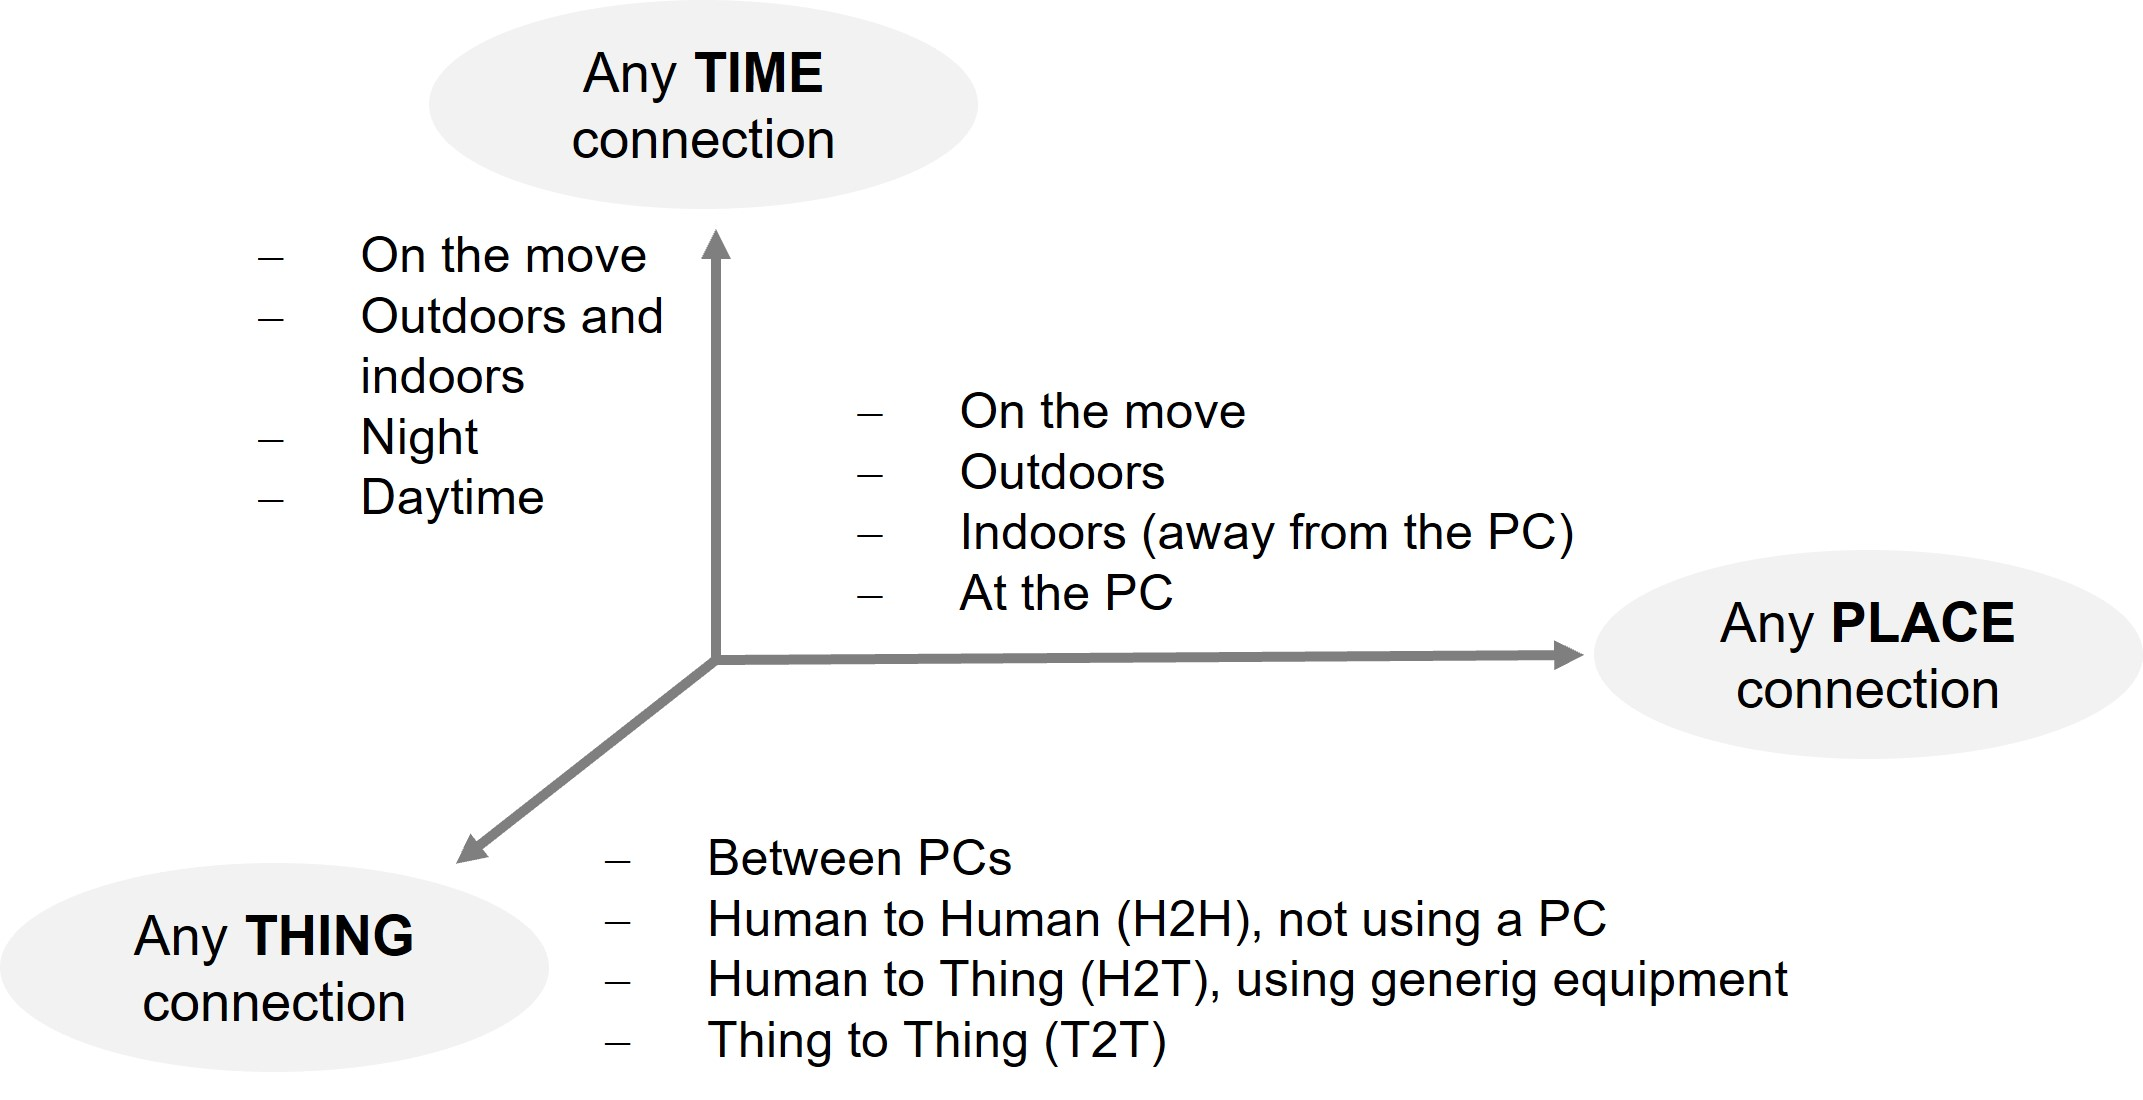 Any TIME
connection
– On the move
– Outdoors and
indoors
– Night
– Daytime
– On the move
– Outdoors
– Indoors (away from the PC)
– At the PC
Any PLACE
connection
Any THING
connection
– Between PCs
– Human to Human (H2H), not using a PC
– Human to Thing (H2T), using generig equipment
– Thing to Thing (T2T)